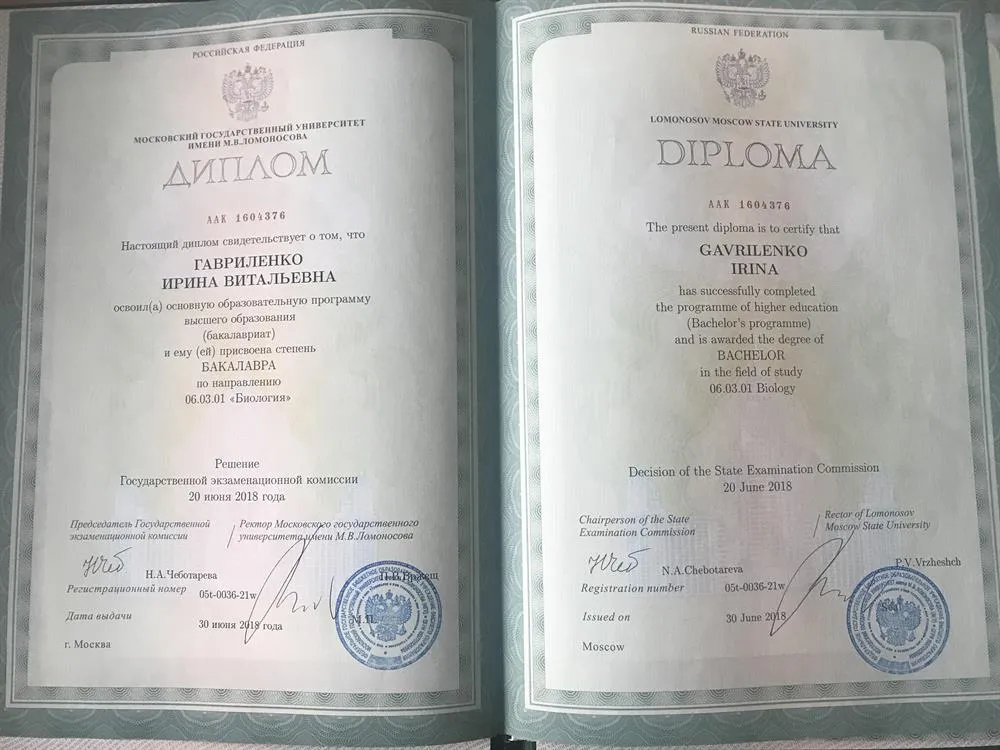 РОССИЙСКАЯ ФЕДЕРАЦИЯ
МОСКОВСКИЙ ГОСУДАРСТВЕННЫЙ УНИВЕРСИТЕТ
ИМЕНИ М.В.ЛОМОНОСОВА
ДИПЛОМ
ААК 1604376
Настоящий диплом свидетельствует о том, что
ГАВРИЛЕНКО
ИРИНА ВИТАЛЬЕВНА
освоил(а) основную образовательную программу
высшего образования
(бакалавриат)
и ему (ей) присвоена степень
БАКАЛАВРА
по направлению
06.03.01 «Биология»
Решение
Государственной экзаменационной комиссии
20 июня 2018 года
Председатель Государственной
экзаменационной комиссии
Ректор Московского государственного
университета имени М.В.Ломоносова
Н.А.Чеботарева
П.В.Вржещ
Регистрационный номер
05t-0036-21w
Дата выдачи
30 июня 2018 года
М.П.
г. Москва
RUSSIAN FEDERATION
LOMONOSOV MOSCOW STATE UNIVERSITY
DIPLOMA
ААК 1604376
The present diploma is to certify that
GAVRILENKO
IRINA
has successfully completed
the programme of higher education
(Bachelor's programme)
and is awarded the degree of
BACHELOR
in the field of study
06.03.01 Biology
Decision of the State Examination Commission
20 June 2018
Chairperson of the State
Examination Commission
Rector of Lomonosov
Moscow State University
N.A.Chebotareva
P.V.Vrzheshch
Registration number
05t-0036-21w
Issued on
30 June 2018
Moscow